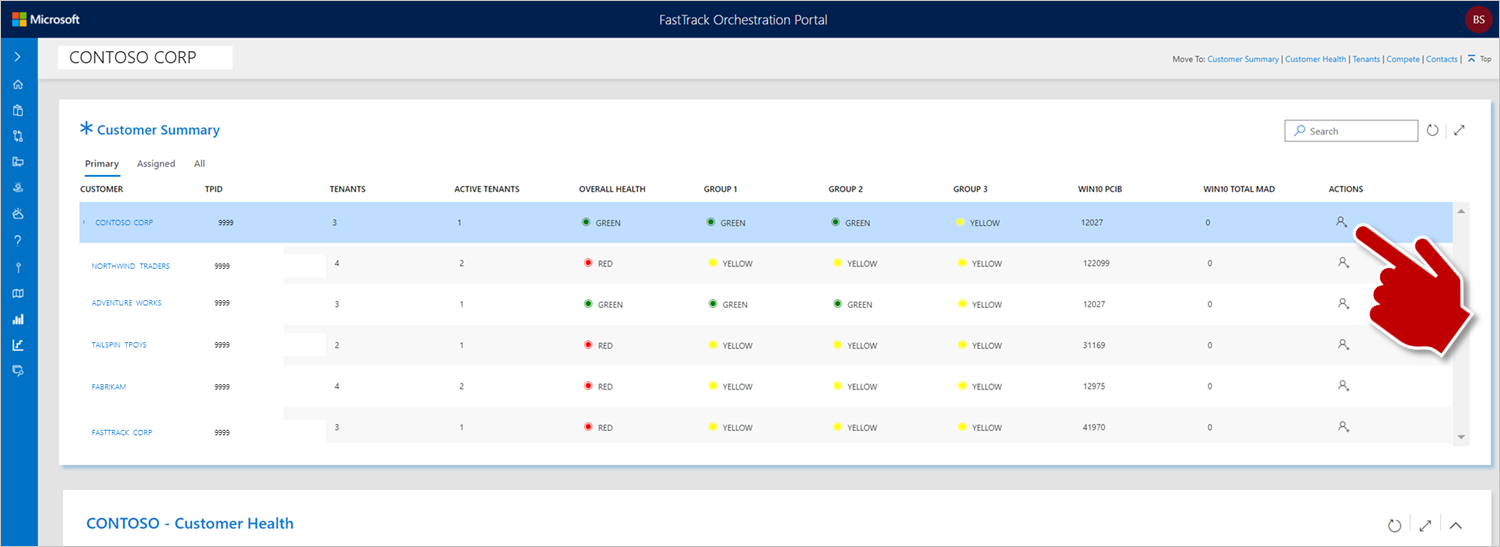 Microsoft FastTrack Orchestration Portal BS
CONTOSO CORP
Move To: Customer Summary | Customer Health | Tenants | Compete | Contacts | Top
Customer Summary
Search
Primary Assigned All
CUSTOMER TPID TENANTS ACTIVE TENANTS OVERALL HEALTH GROUP 1 GROUP 2 GROUP 3 WIN10 PCIB WIN10 TOTAL MAD ACTIONS
CONTOSO CORP 9999 3 1 GREEN GREEN GREEN YELLOW 12027 0
NORTHWIND TRADERS 9999 4 2 RED YELLOW YELLOW YELLOW 122099 0
ADVENTURE WORKS 9999 3 1 GREEN GREEN GREEN YELLOW 12027 0
TAILSPIN TPOYS 9999 2 1 RED YELLOW YELLOW YELLOW 31169 0
FABRIKAM 9999 4 2 RED YELLOW YELLOW YELLOW 12975 0
FASTTRACK CORP 9999 3 1 RED YELLOW YELLOW YELLOW 41970 0
CONTOSO - Customer Health